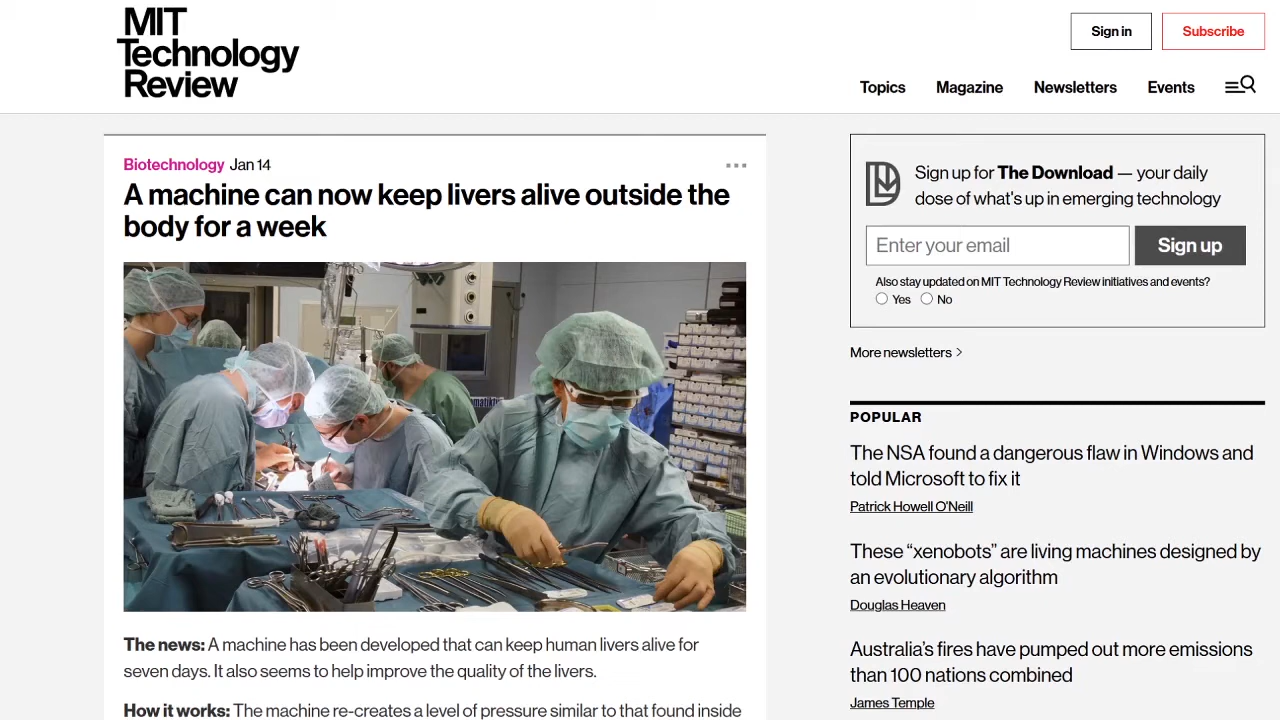 MIT
Technology
Review
Sign in
Subscribe
Topics
Magazine
Newsletters
Events
Biotechnology Jan 14
A machine can now keep livers alive outside the
body for a week
The news: A machine has been developed that can keep human livers alive for
seven days. It also seems to help improve the quality of the livers.
How it works: The machine re-creates a level of pressure similar to that found inside
Sign up for The Download — your daily
dose of what's up in emerging technology
Enter your email
Sign up
Also stay updated on MIT Technology Review initiatives and events?
Yes No
More newsletters >
POPULAR
The NSA found a dangerous flaw in Windows and
told Microsoft to fix it
Patrick Howell O'Neill
These “xenobots” are living machines designed by
an evolutionary algorithm
Douglas Heaven
Australia’s fires have pumped out more emissions
than 100 nations combined
James Temple